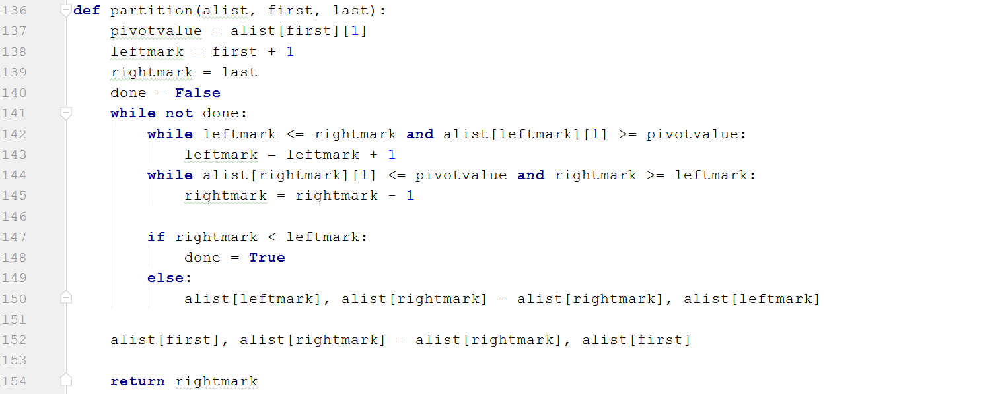 136 def partition(alist, first, last):
137     pivotvalue = alist[first][1]
138     leftmark = first + 1
139     rightmark = last
140     done = False
141     while not done:
142         while leftmark <= rightmark and alist[leftmark][1] >= pivotvalue:
143             leftmark = leftmark + 1
144         while alist[rightmark][1] <= pivotvalue and rightmark >= leftmark:
145             rightmark = rightmark - 1
146
147         if rightmark < leftmark:
148             done = True
149         else:
150             alist[leftmark], alist[rightmark] = alist[rightmark], alist[leftmark]
151
152     alist[first], alist[rightmark] = alist[rightmark], alist[first]
153
154     return rightmark